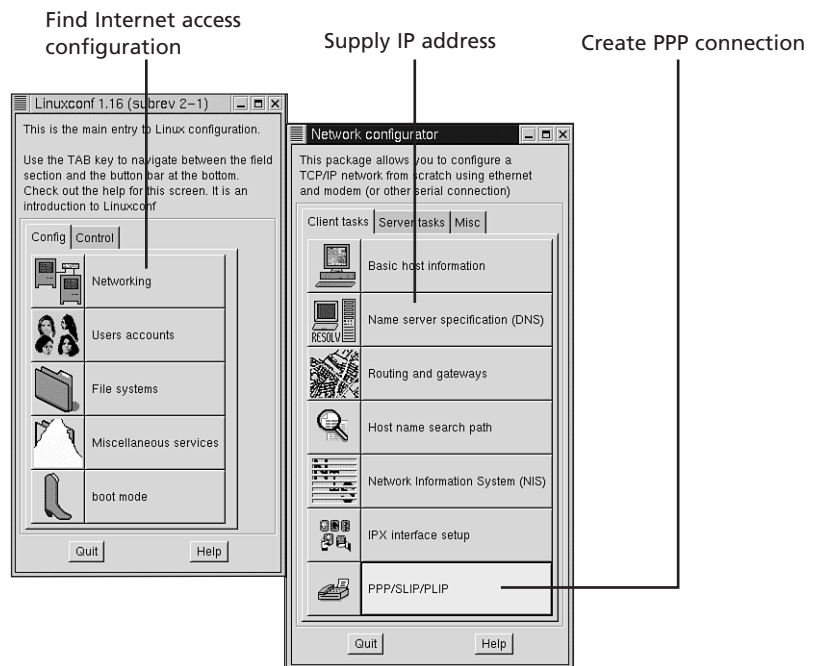 Find Internet access
configuration
Supply IP address
Create PPP connection
Linuxconf 1.16 (subrev 2-1)
This is the main entry to Linux configuration.
Use the TAB key to navigate between the field
section and the button bar at the bottom.
Check out the help for this screen. It is an
introduction to Linuxconf
Config Control
Networking
Users accounts
File systems
Miscellaneous services
boot mode
Quit Help
Network configurator
This package allows you to configure a
TCP/IP network from scratch using ethernet
and modem (or other serial connection)
Client tasks Server tasks Misc
Basic host information
RESOLV
Name server specification (DNS)
Routing and gateways
Host name search path
Network Information System (NIS)
IPX interface setup
PPP/SLIP/PLIP
Quit Help